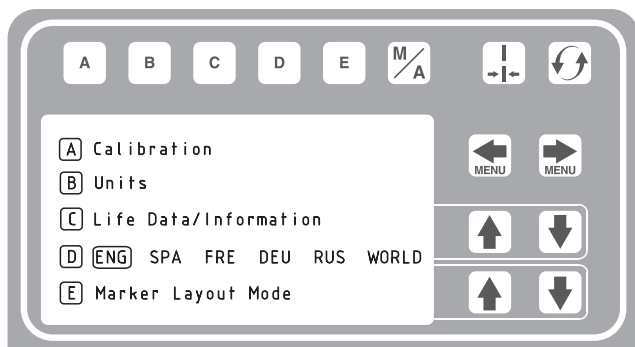 A B C D E M/A
MENU MENU
A Calibration
B Units
C Life Data/Information
D ENG SPA FRE DEU RUS WORLD
E Marker Layout Mode